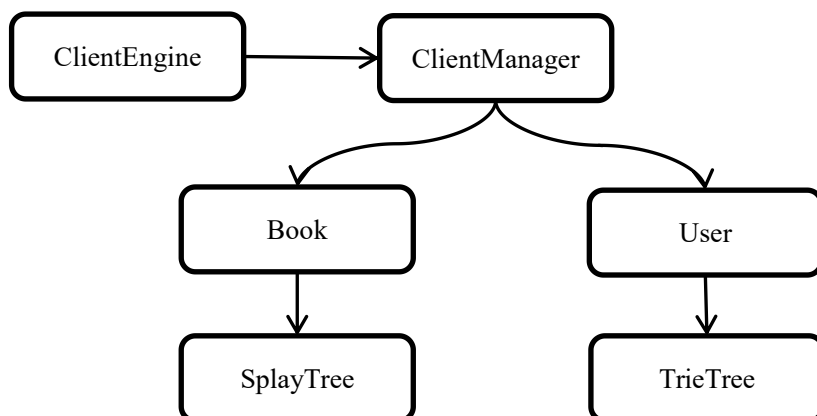 ClientEngine
ClientManager
Book
User
SplayTree
TrieTree